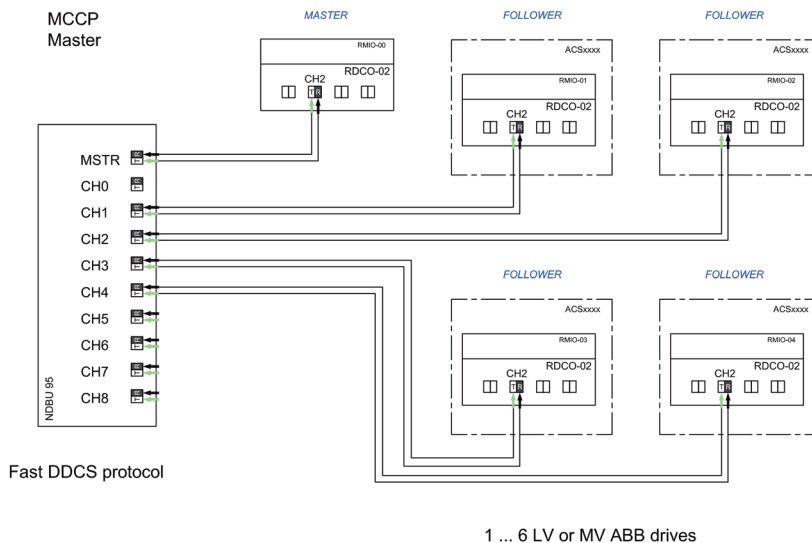 MCCP
Master
MASTER
FOLLOWER
FOLLOWER
RMIO-00
RDCO-02
CH2
T R
ACSxxxx
RMIO-01
RDCO-02
CH2
T R
ACSxxxx
RMIO-02
RDCO-02
CH2
T R
MSTR
T R
CH0
T R
CH1
T R
CH2
T R
CH3
T R
CH4
T R
CH5
T R
CH6
T R
CH7
T R
CH8
T R
NDBU 95
FOLLOWER
FOLLOWER
ACSxxxx
RMIO-03
RDCO-02
CH2
T R
ACSxxxx
RMIO-04
RDCO-02
CH2
T R
Fast DDCS protocol
1 ... 6 LV or MV ABB drives